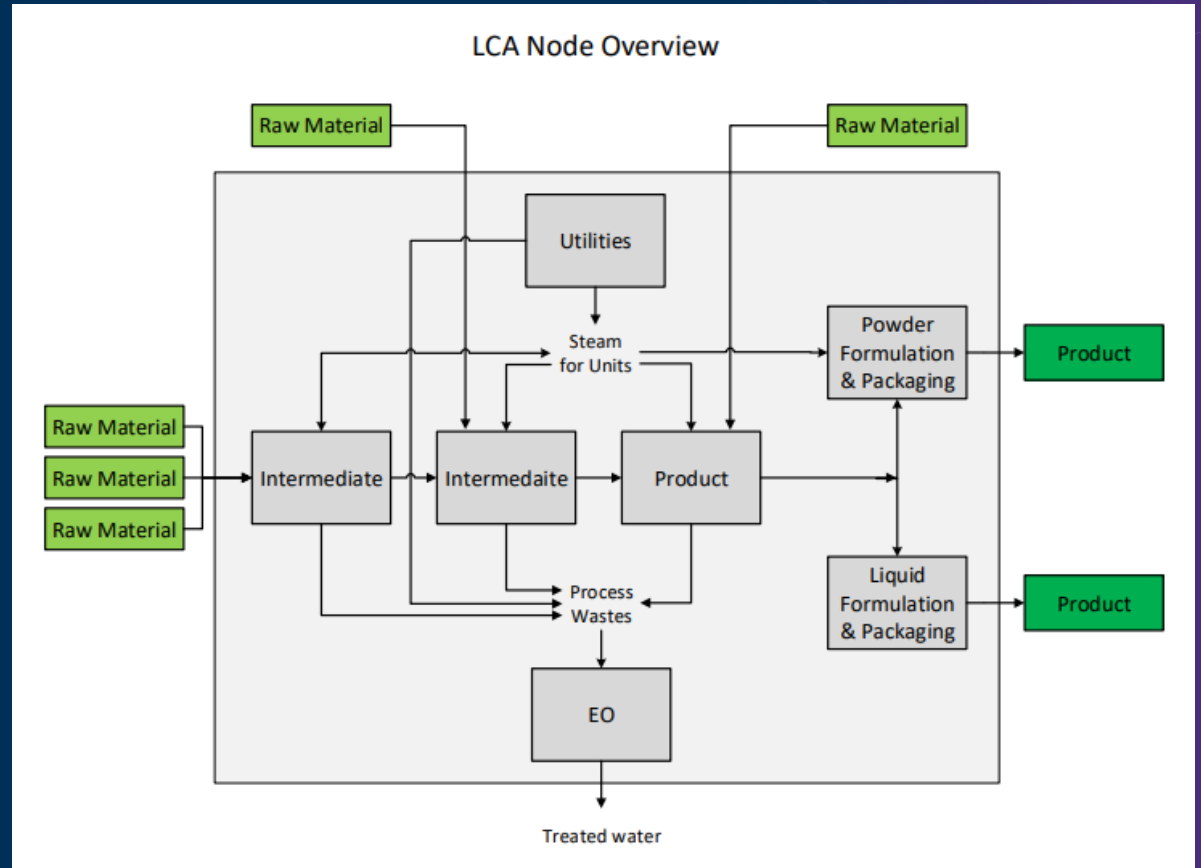 LCA Node Overview
Raw Material
Raw Material
Utilities
Steam
for Units
Powder
Formulation
& Packaging
Product
Raw Material
Raw Material
Raw Material
Intermediate
Intermedaite
Product
Process
Wastes
Liquid
Formulation
& Packaging
Product
EO
Treated water